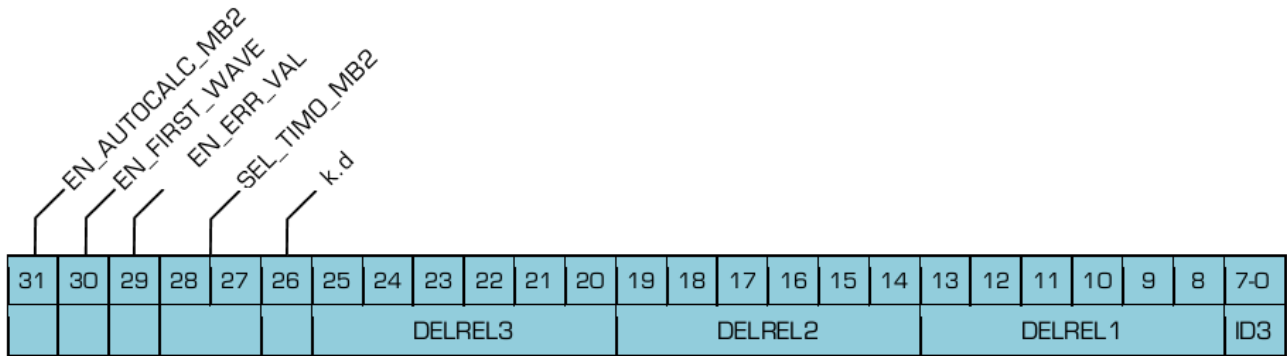 EN_AUTOCALC_MB2
EN_FIRST_WAVE
EN_ERR_VAL
SEL_TIMO_MB2
k.d
31 30 29 28 27 26 25 24 23 22 21 20 19 18 17 16 15 14 13 12 11 10 9 8 7-0
DELREL3 DELREL2 DELREL1 ID3